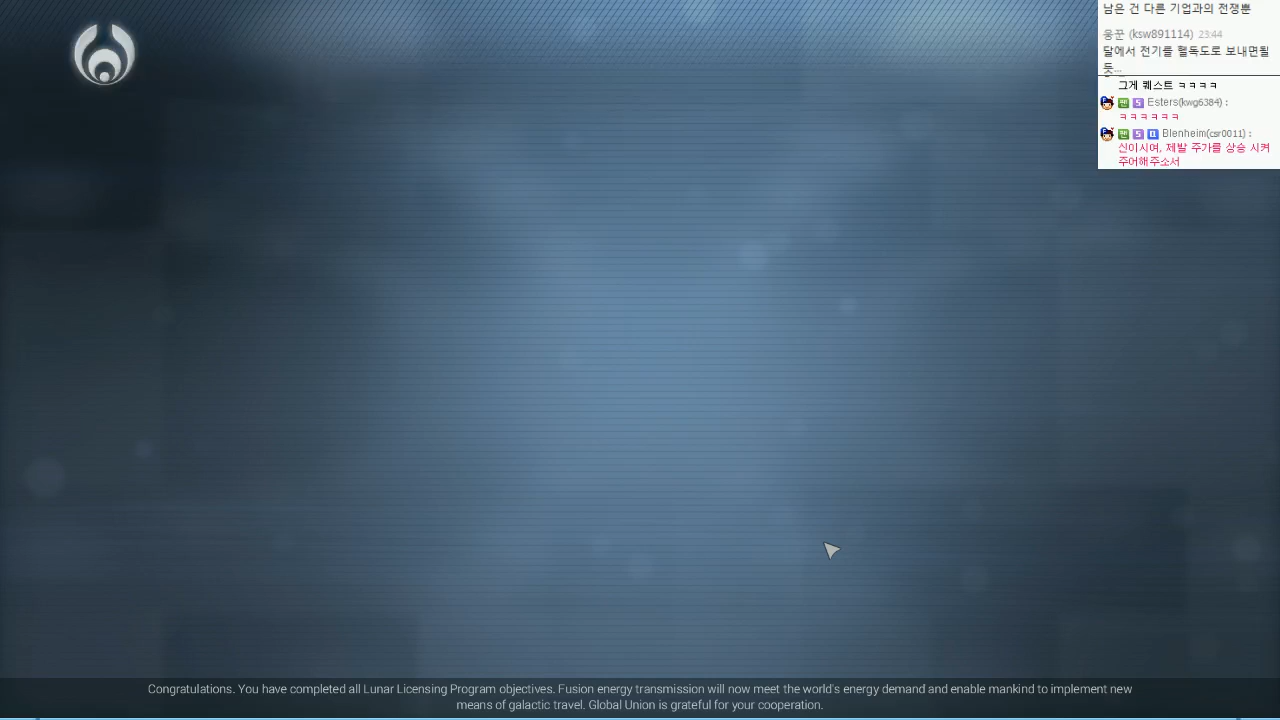 남은 건 다른 기업과의 전쟁뿐
웅꾼 (ksw891114) 23:44
달에서 전기를 헬독도로 보내면될
듯...
그게 퀘스트 ㅋㅋㅋㅋ
팬 S Esters(kwg6384) :
ㅋㅋㅋㅋㅋㅋ
팬 S Blenheim(csr0011) :
신이시여, 제발 주가를 상승 시켜
주어해주소서
Congratulations. You have completed all Lunar Licensing Program objectives. Fusion energy transmission will now meet the world's energy demand and enable mankind to implement new
means of galactic travel. Global Union is grateful for your cooperation.